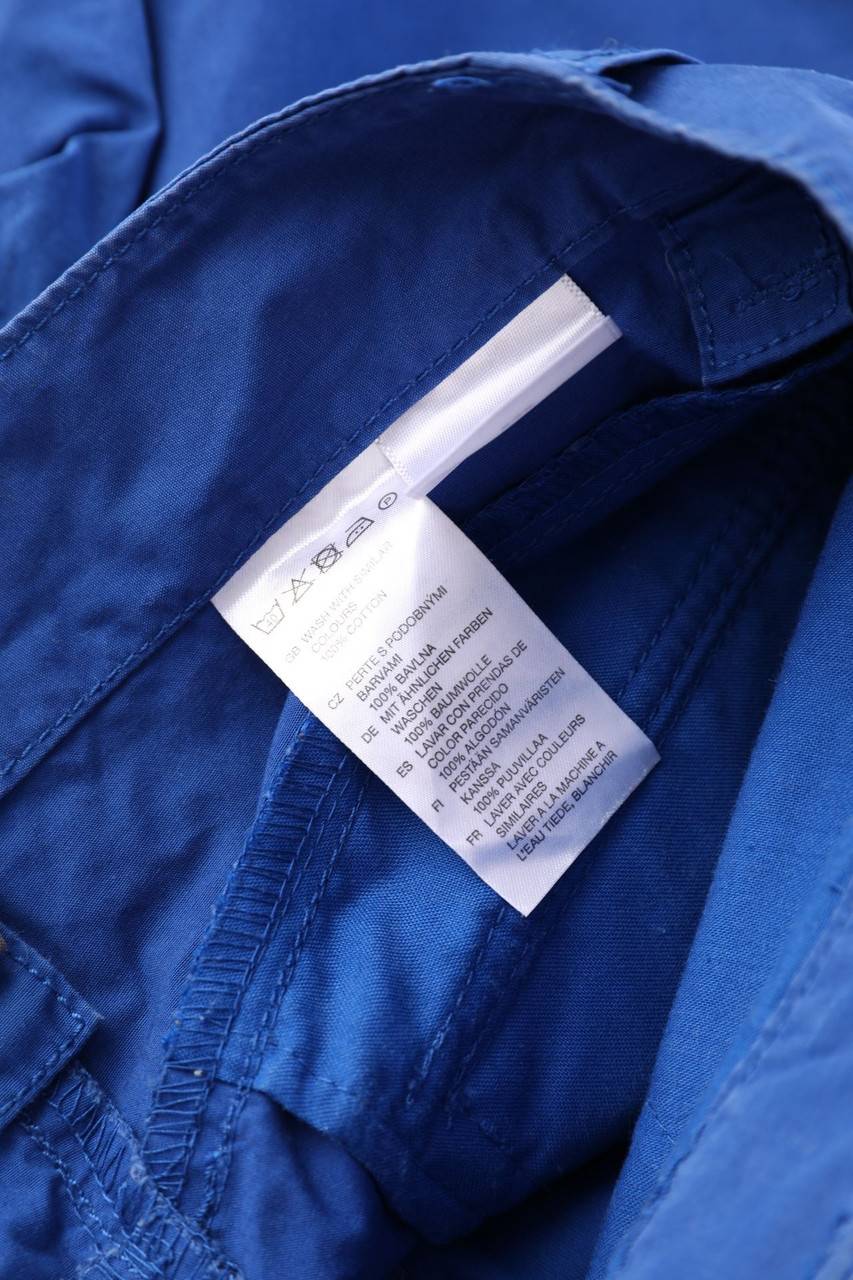 40
P
GB WASH WITH SIMILAR
COLOURS
100% COTTON
CZ PERTE S PODOBNÝMI
BARVAMI
100% BAVLNA
DE MIT ÄHNLICHEN FARBEN
WASCHEN
100% BAUMWOLLE
ES LAVAR CON PRENDAS DE
COLOR PARECIDO
100% ALGODÓN
FI PESTÄÄN SAMANVÄRISTEN
KANSSA
100% PUUVILLAA
FR LAVER AVEC COULEURS
SIMILAIRES
LAVER A LA MACHINE A
L'EAU TIEDE, BLANCHIR